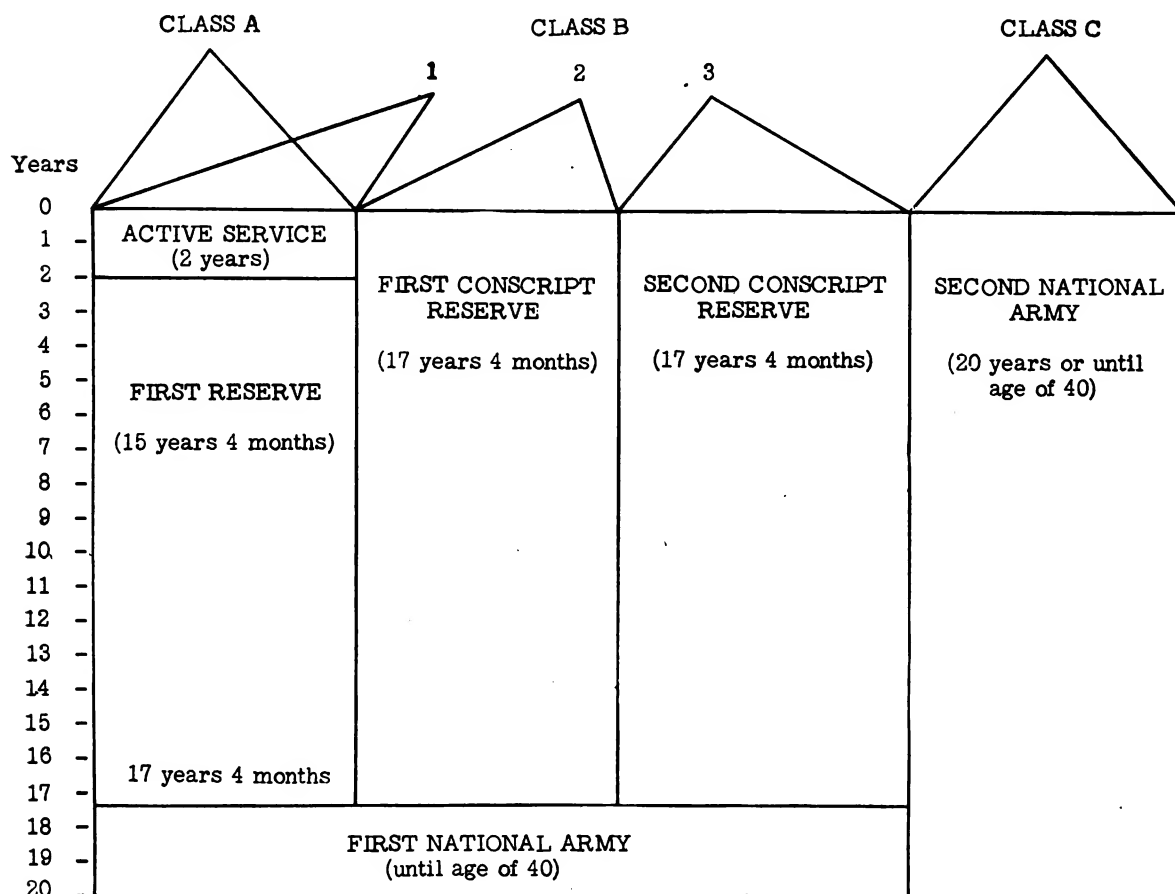 CLASS A
CLASS B
CLASS C
1
2
3
Years
0
1
2
3
4
5
6
7
8
9
10
11
12
13
14
15
16
17
18
19
20
ACTIVE SERVICE
(2 years)
FIRST RESERVE
(15 years 4 months)
17 years 4 months
FIRST CONSCRIPT
RESERVE
(17 years 4 months)
SECOND CONSCRIPT
RESERVE
(17 years 4 months)
SECOND NATIONAL
ARMY
(20 years or until
age of 40)
FIRST NATIONAL ARMY
(until age of 40)